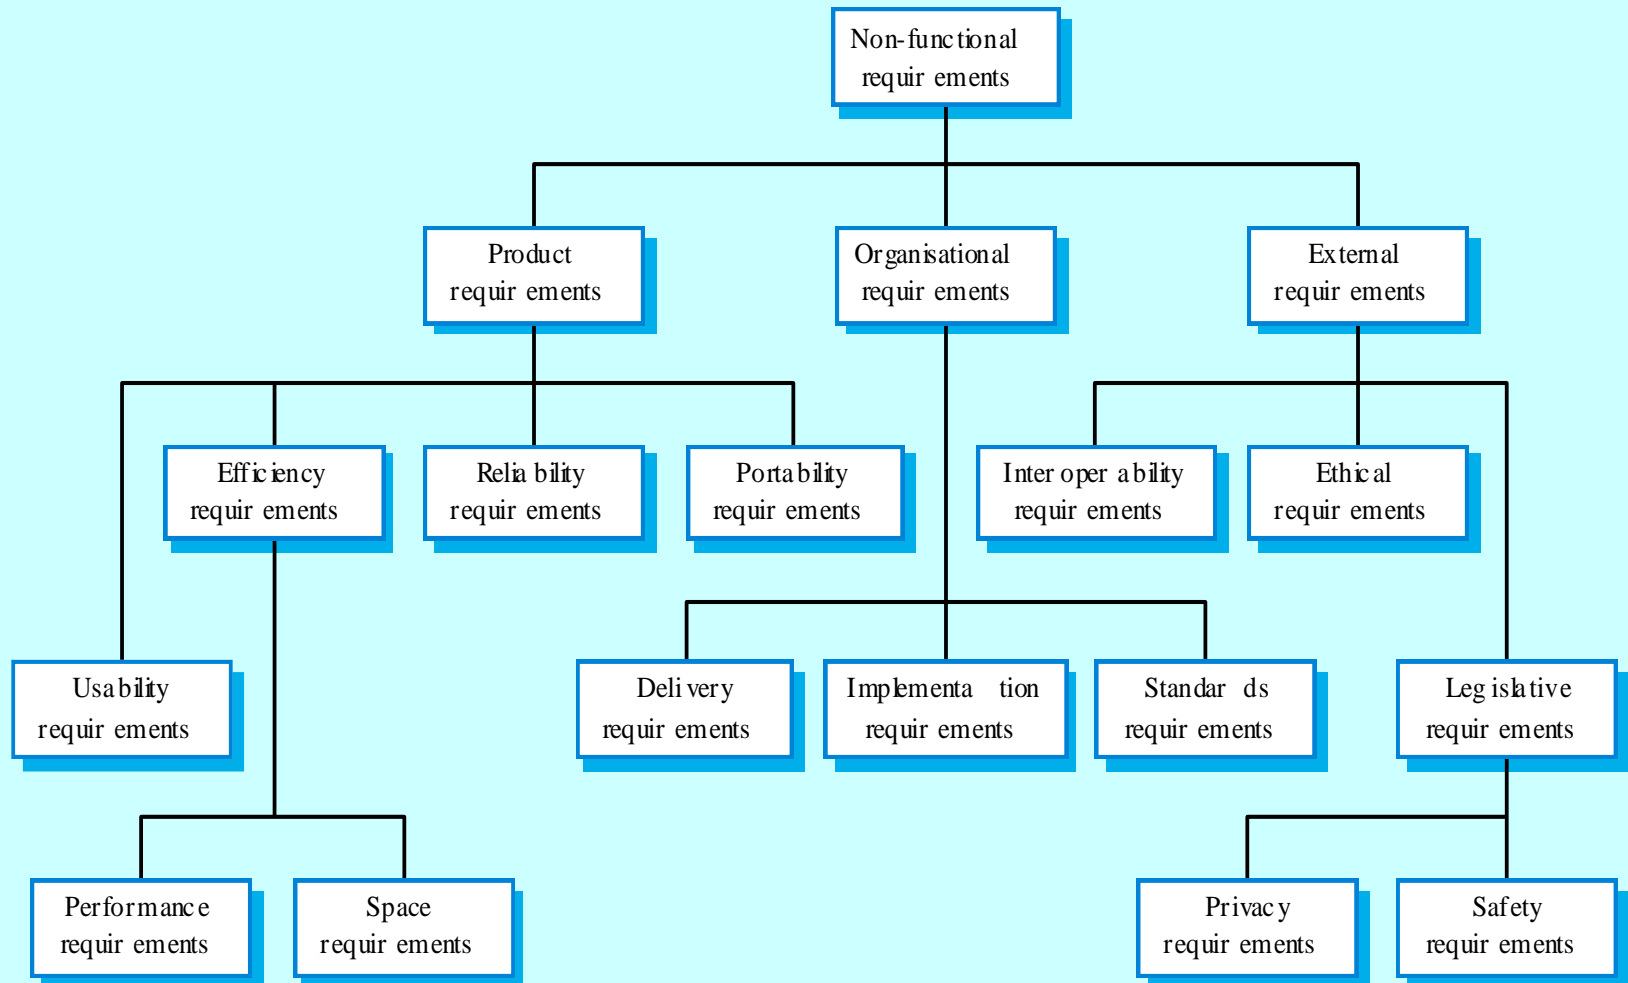 Non-functional
requirements
Product
requirements
Organisational
requirements
External
requirements
Efficiency
requirements
Reliability
requirements
Portability
requirements
Interoperability
requirements
Ethical
requirements
Usability
requirements
Delivery
requirements
Implementation
requirements
Standards
requirements
Legislative
requirements
Performance
requirements
Space
requirements
Privacy
requirements
Safety
requirements